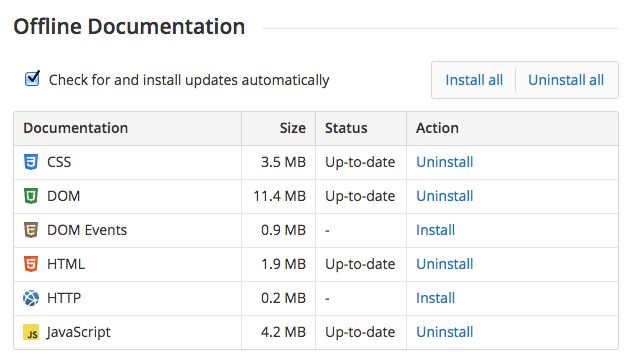 Offline Documentation
Check for and install updates automatically Install all Uninstall all
Documentation Size Status Action
CSS 3.5 MB Up-to-date Uninstall
DOM 11.4 MB Up-to-date Uninstall
DOM Events 0.9 MB - Install
HTML 1.9 MB Up-to-date Uninstall
HTTP 0.2 MB - Install
JS JavaScript 4.2 MB Up-to-date Uninstall